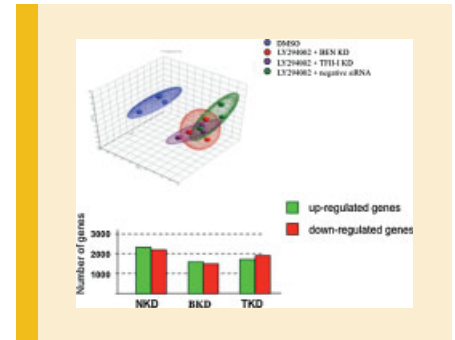 DMSO
LY294002 + BEN KD
LY294002 + TFII-I KD
LY294002 + negative siRNA
up-regulated genes
down-regulated genes
Number of genes
3000
2000
1000
NKD BKD TKD